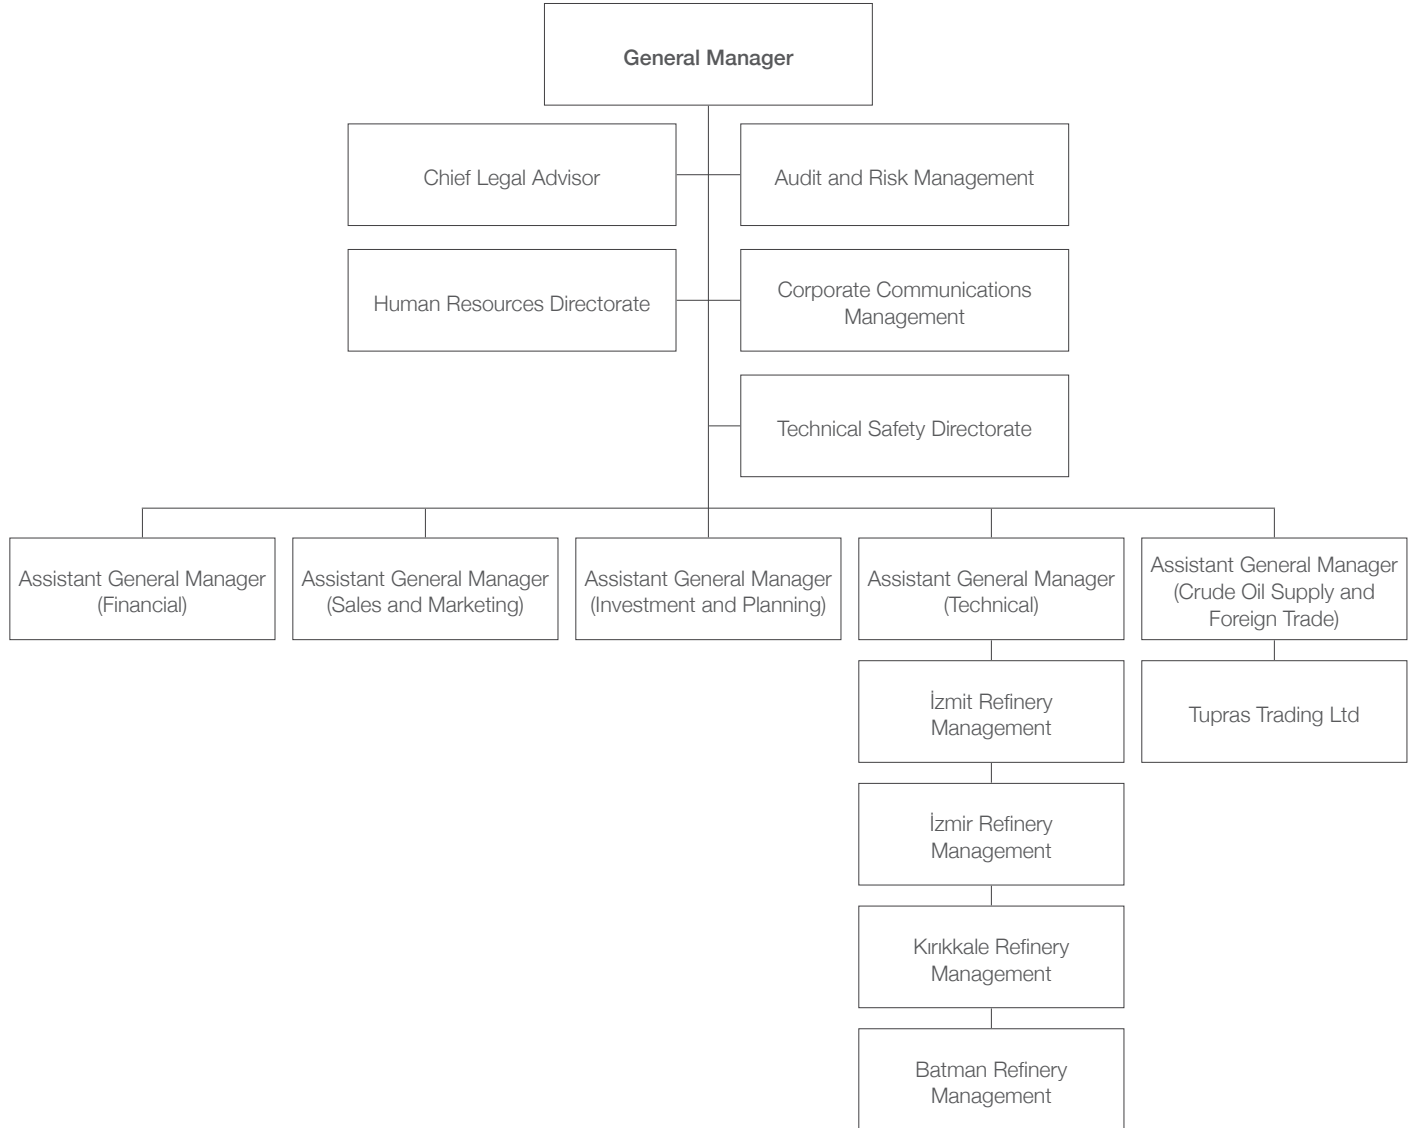 General Manager
Chief Legal Advisor
Audit and Risk Management
Human Resources Directorate
Corporate Communications
Management
Technical Safety Directorate
Assistant General Manager
(Financial)
Assistant General Manager
(Sales and Marketing)
Assistant General Manager
(Investment and Planning)
Assistant General Manager
(Technical)
Assistant General Manager
(Crude Oil Supply and
Foreign Trade)
İzmit Refinery
Management
Tupras Trading Ltd
İzmir Refinery
Management
Kırıkkale Refinery
Management
Batman Refinery
Management